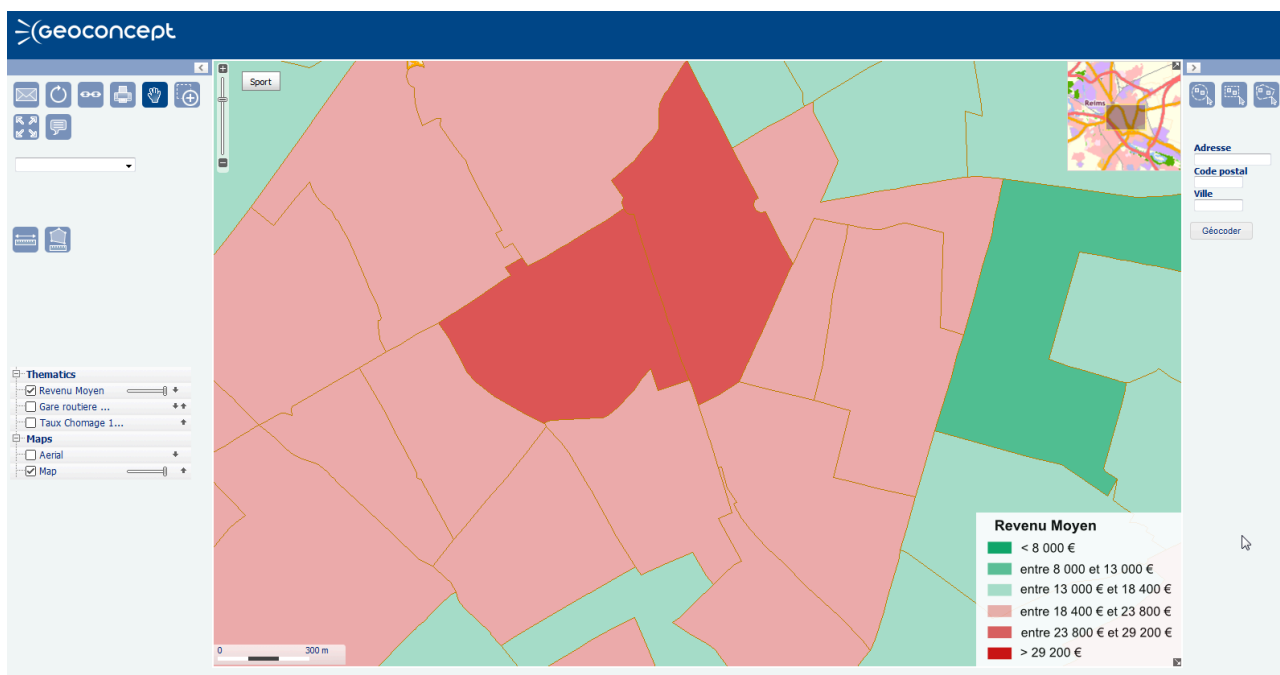 Geoconcept
Sport
Reims
Adresse
Code postal
Ville
Géocoder
Thematics
Revenu Moyen
Gare routiere ...
Taux Chomage 1...
Maps
Aerial
Map
Revenu Moyen
< 8 000 €
entre 8 000 et 13 000 €
entre 13 000 € et 18 400 €
entre 18 400 € et 23 800 €
entre 23 800 € et 29 200 €
> 29 200 €
0 300 m